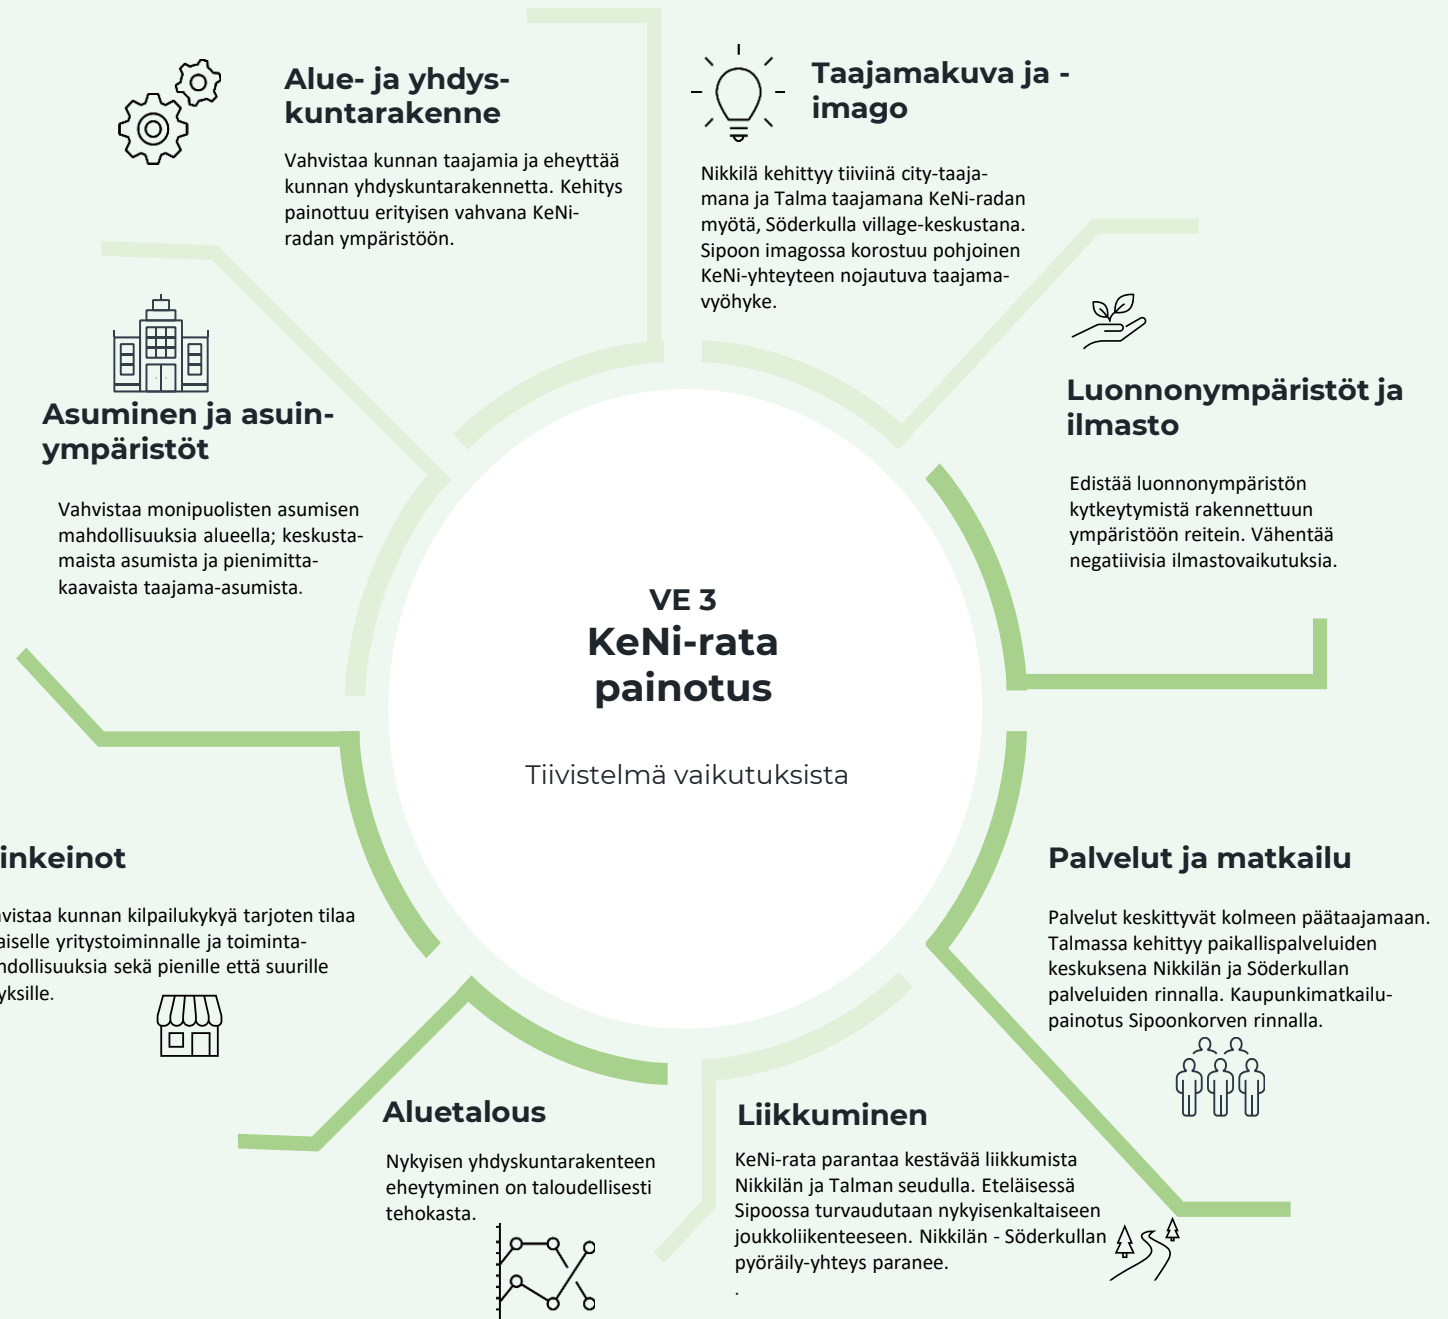 Alue- ja yhdys-
kuntarakenne
Vahvistaa kunnan taajamia ja eheyttää
kunnan yhdyskuntarakennetta. Kehitys
painottuu erityisen vahvana KeNi-
radan ympäristöön.
Taajamakuva ja -
imago
Nikkilä kehittyy tiiviinä city-taaja-
mana ja Talma taajamana KeNi-radan
myötä, Söderkulla village-keskustana.
Sipoon imagossa korostuu pohjoinen
KeNi-yhteyteen nojautuva taajama-
vyöhyke.
Luonnonympäristöt ja
ilmasto
Edistää luonnonympäristön
kytkeytymistä rakennettuun
ympäristöön reitein. Vähentää
negatiivisia ilmastovaikutuksia.
Asuminen ja asuin-
ympäristöt
Vahvistaa monipuolisten asumisen
mahdollisuuksia alueella; keskusta-
maista asumista ja pienimitta-
kaavaista taajama-asumista.
VE 3
KeNi-rata
painotus
Tiivistelmä vaikutuksista
inkeinot
vistaa kunnan kilpailukykyä tarjoten tilaa
aiselle yritystoiminnalle ja toiminta-
hdollisuuksia sekä pienille että suurille
yksille.
Palvelut ja matkailu
Palvelut keskittyvät kolmeen päätaajamaan.
Talmassa kehittyy paikallispalveluiden
keskuksena Nikkilän ja Söderkullan
palveluiden rinnalla. Kaupunkimatkailu-
painotus Sipoonkorven rinnalla.
Aluetalous
Nykyisen yhdyskuntarakenteen
eheytyminen on taloudellisesti
tehokasta.
Liikkuminen
KeNi-rata parantaa kestävää liikkumista
Nikkilän ja Talman seudulla. Eteläisessä
Sipoossa turvaudutaan nykyisenkaltaiseen
joukkoliikenteeseen. Nikkilän - Söderkullan
pyöräily-yhteys paranee.
.